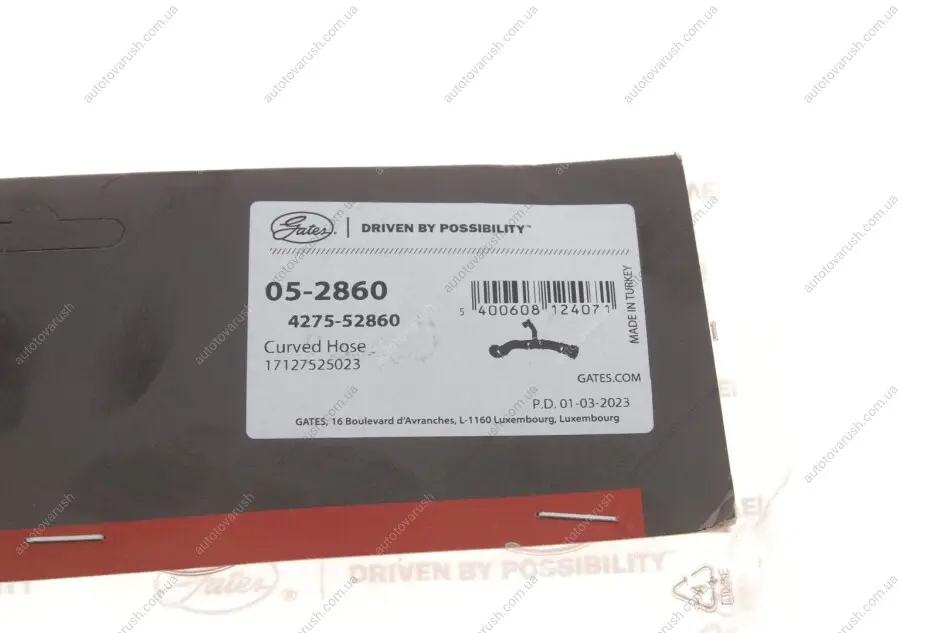 Gates | DRIVEN BY POSSIBILITY™
05-2860
4275-52860
Curved Hose
17127525023
5 400608 124071
MADE IN TURKEY
GATES.COM
P.D. 01-03-2023
GATES, 16 Boulevard d'Avranches, L-1160 Luxembourg, Luxembourg
Gates ® | DRIVEN BY POSSIBILITY™
autotovarush.com.ua